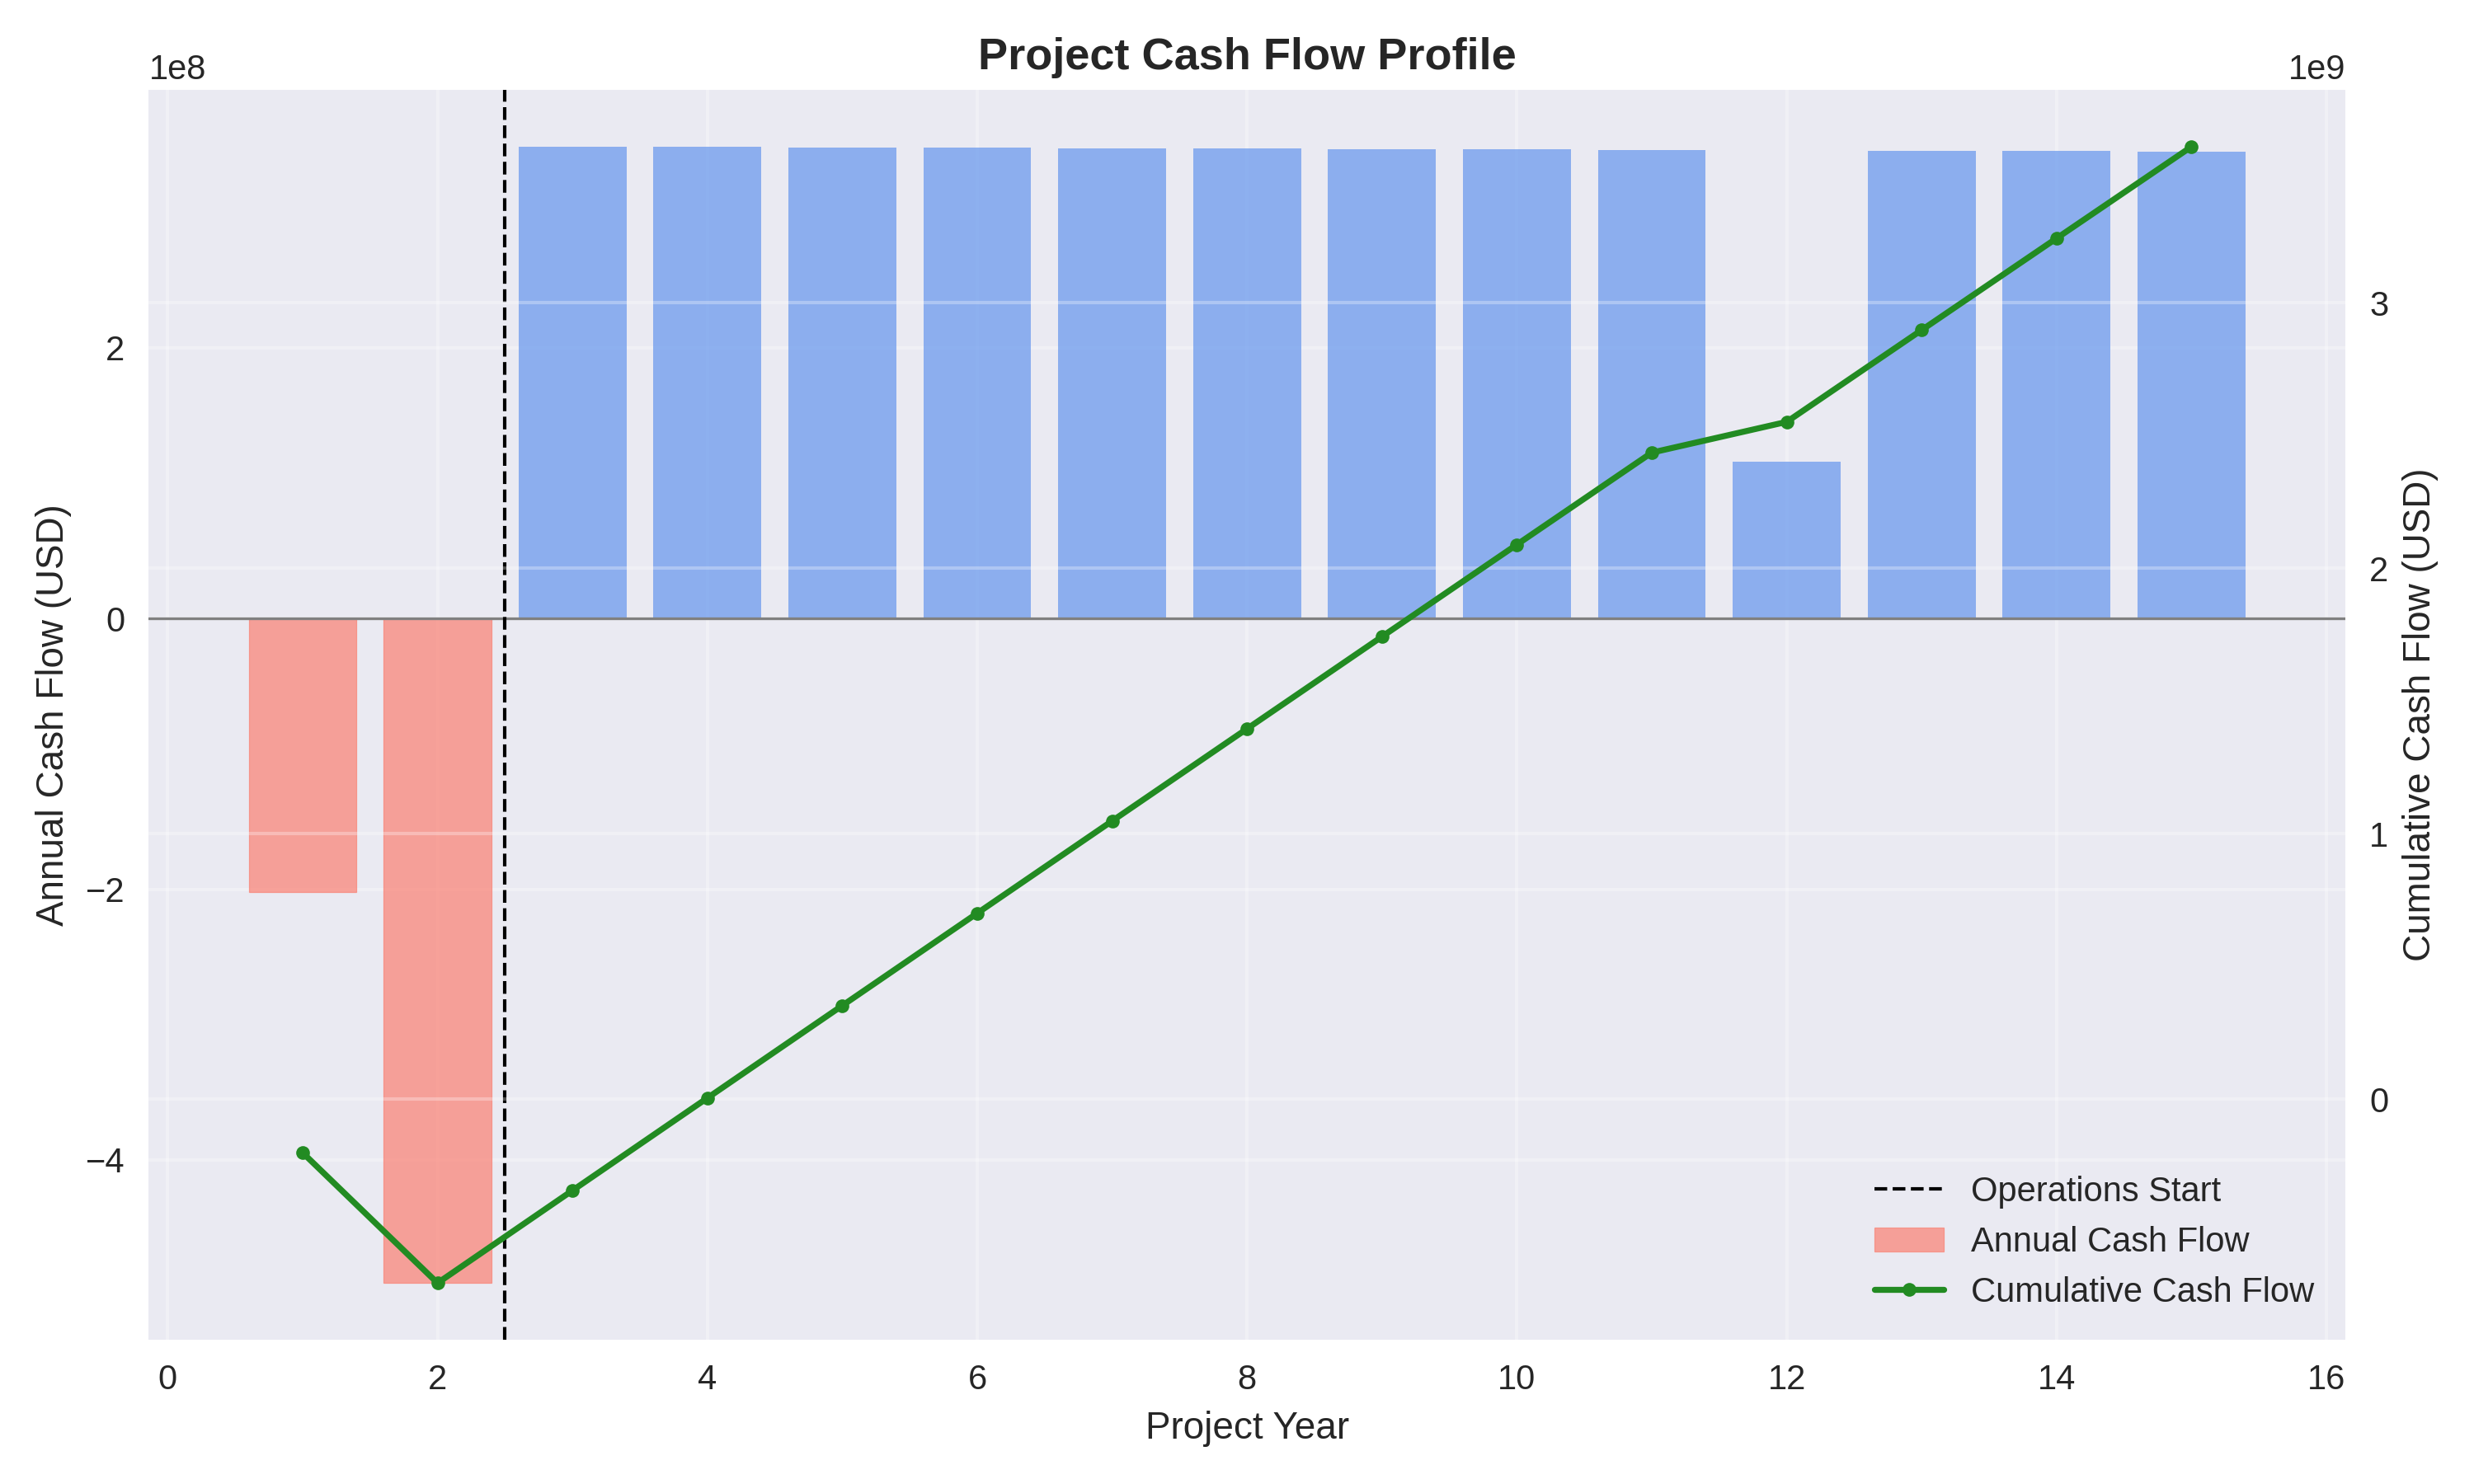 Project Cash Flow Profile
1e8
1e9
Annual Cash Flow (USD)
2
0
−2
−4
3
2
1
0
Cumulative Cash Flow (USD)
Operations Start
Annual Cash Flow
Cumulative Cash Flow
0 2 4 6 8 10 12 14 16
Project Year